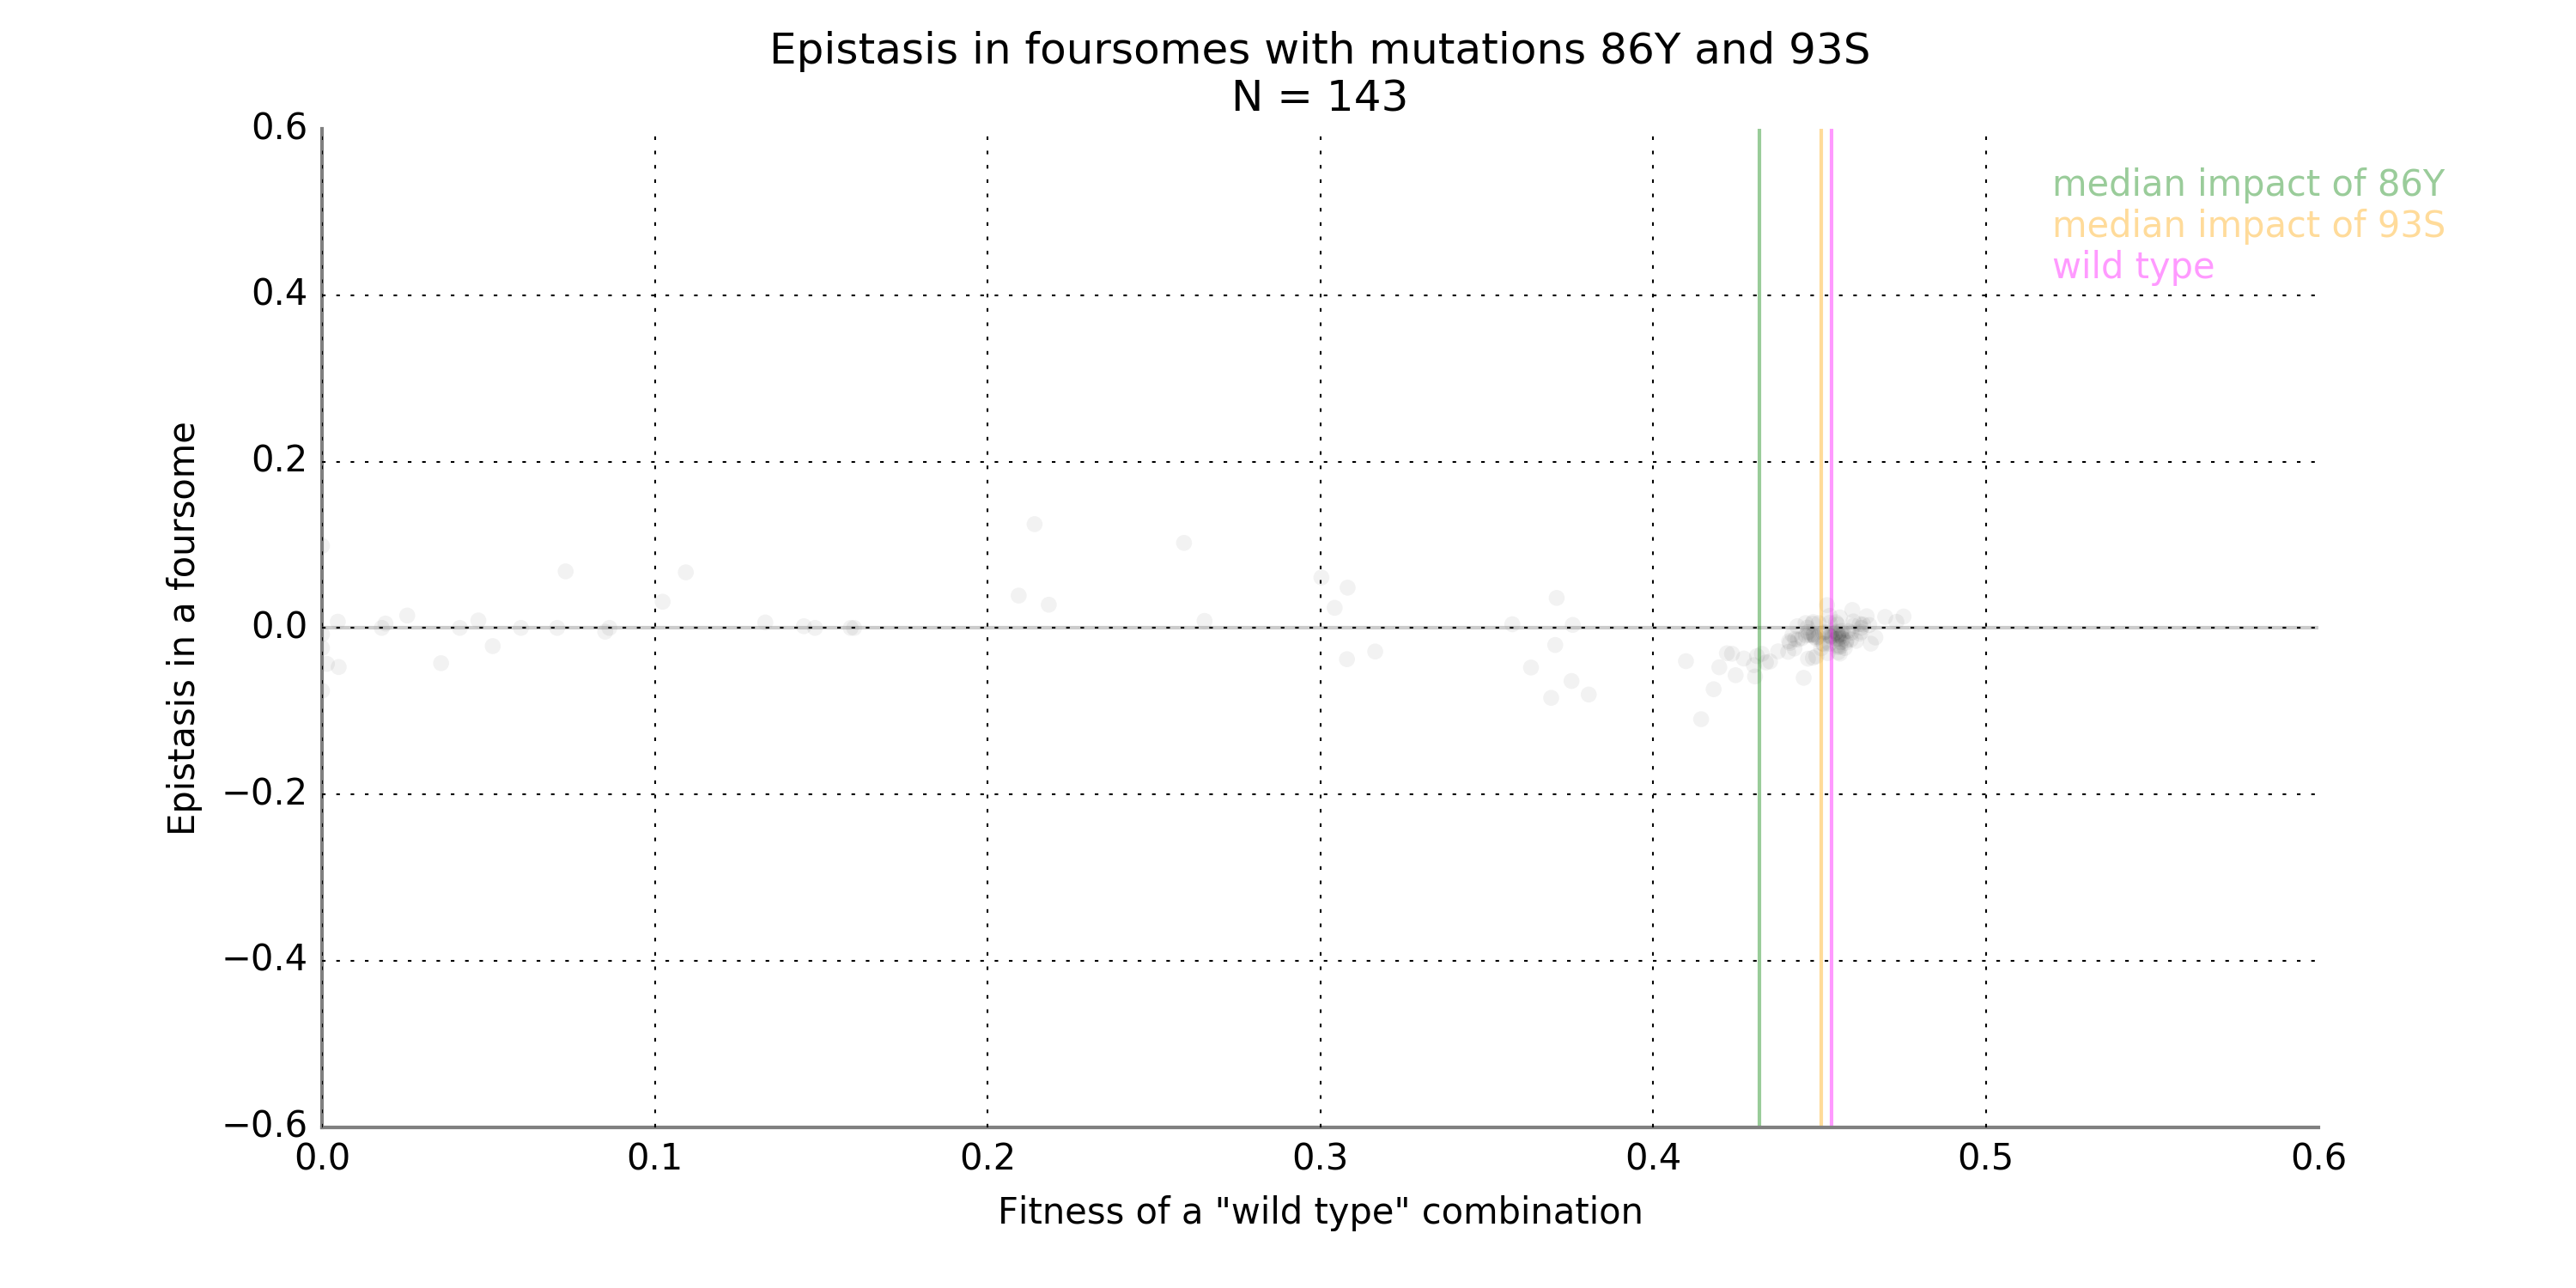 Epistasis in foursomes with mutations 86Y and 93S
N = 143
0.6
0.4
0.2
0.0
−0.2
−0.4
−0.6
Epistasis in a foursome
median impact of 86Y
median impact of 93S
wild type
0.0 0.1 0.2 0.3 0.4 0.5 0.6
Fitness of a "wild type" combination